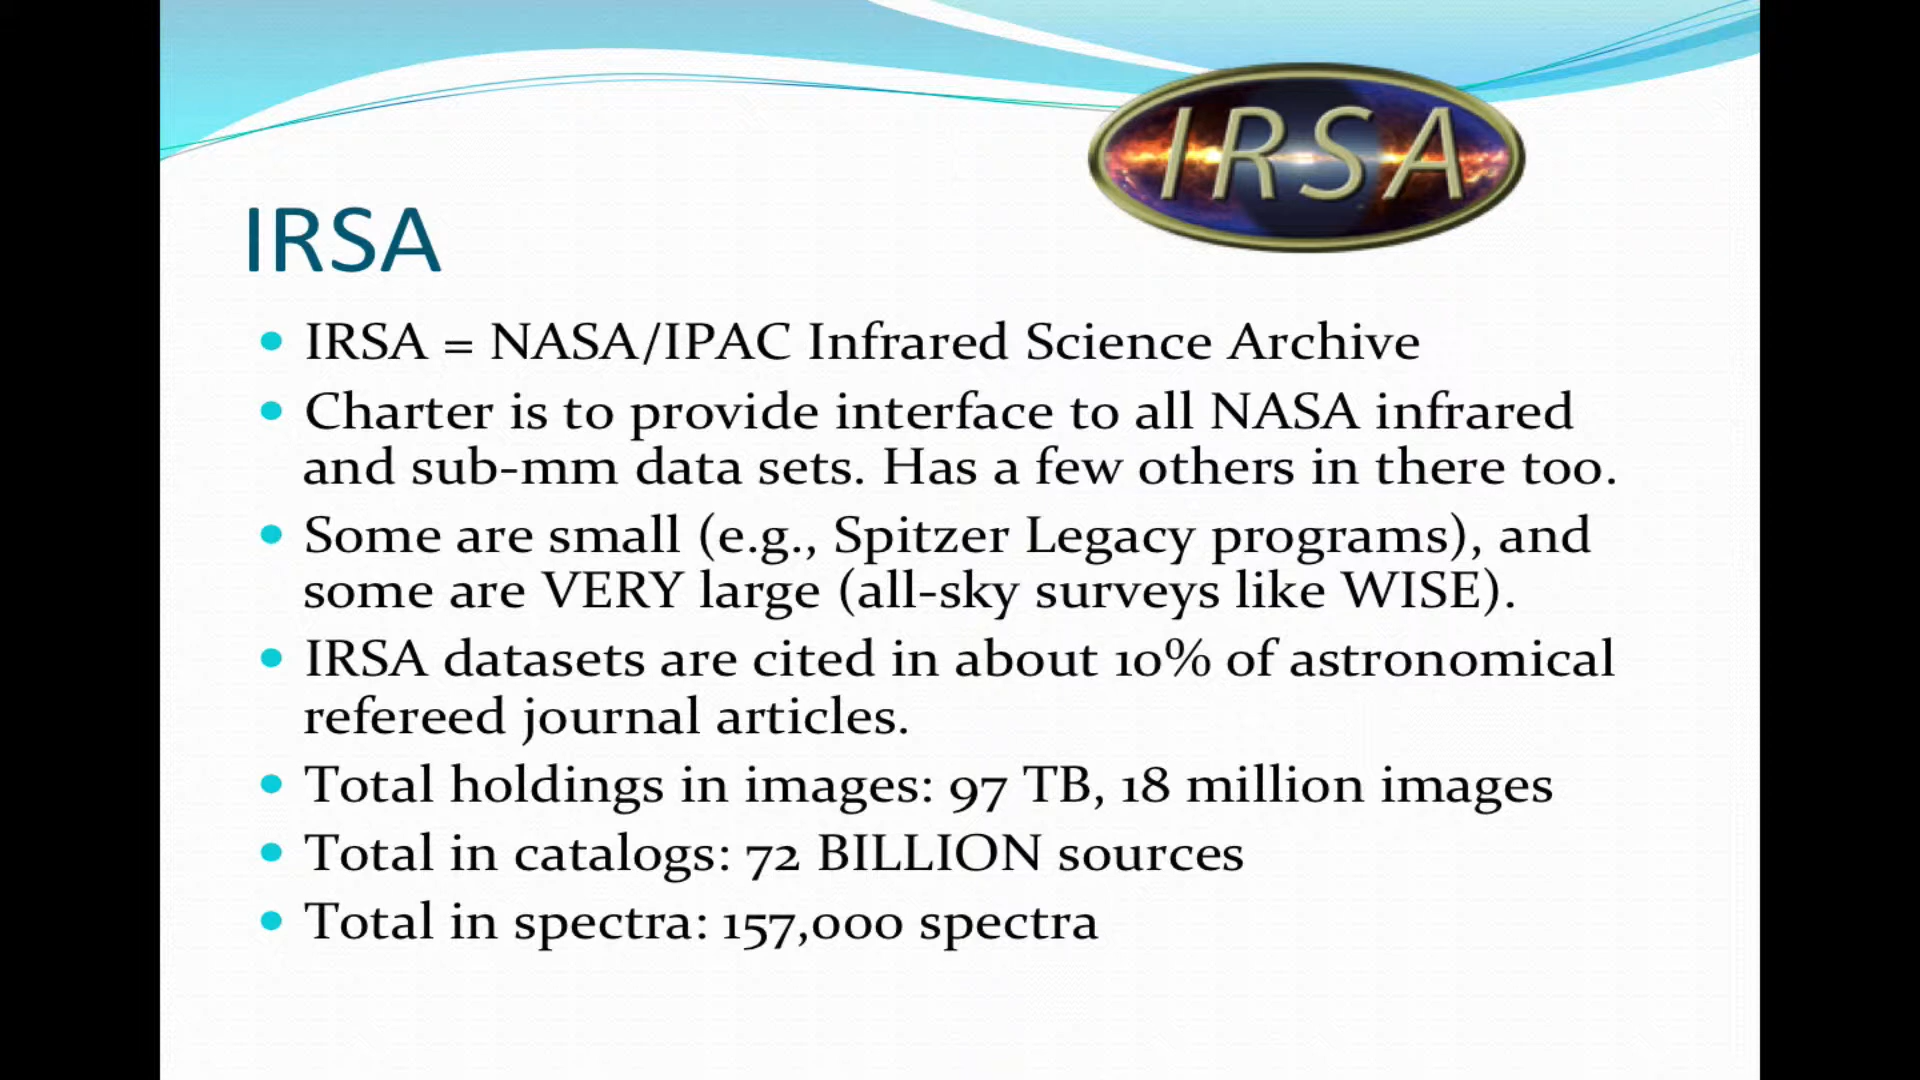 IRSA
IRSA
IRSA = NASA/IPAC Infrared Science Archive
Charter is to provide interface to all NASA infrared
and sub-mm data sets. Has a few others in there too.
Some are small (e.g., Spitzer Legacy programs), and
some are VERY large (all-sky surveys like WISE).
IRSA datasets are cited in about 10% of astronomical
refereed journal articles.
Total holdings in images: 97 TB, 18 million images
Total in catalogs: 72 BILLION sources
Total in spectra: 157,000 spectra